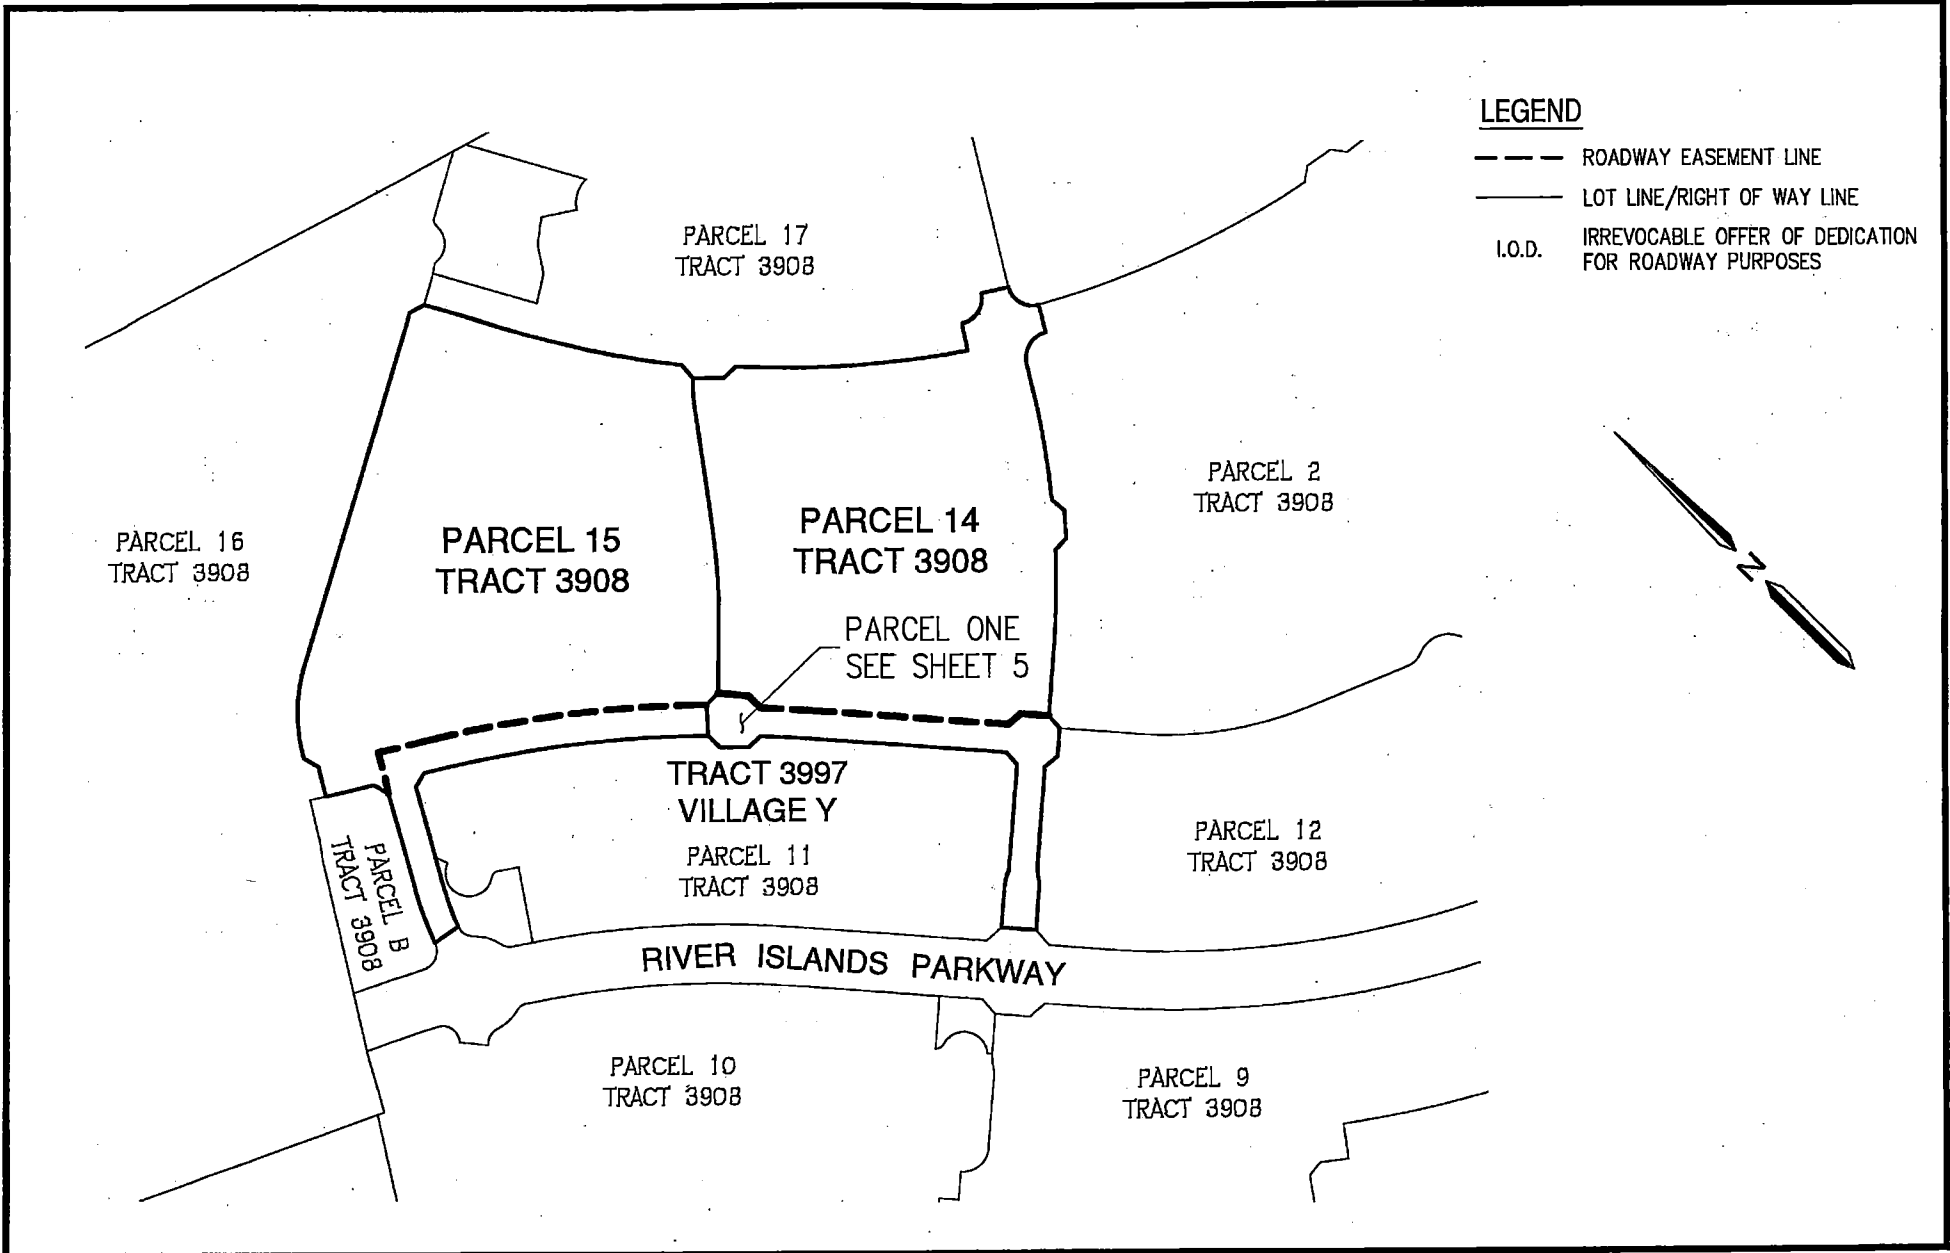 LEGEND
ROADWAY EASEMENT LINE
LOT LINE/RIGHT OF WAY LINE
I.O.D. IRREVOCABLE OFFER OF DEDICATION
FOR ROADWAY PURPOSES
PARCEL 17
TRACT 3908
PARCEL 2
TRACT 3908
PARCEL 16
TRACT 3908
PARCEL 15
TRACT 3908
PARCEL 14
TRACT 3908
N
PARCEL ONE
SEE SHEET 5
TRACT 3997
VILLAGE Y
PARCEL 11
TRACT 3908
PARCEL 12
TRACT 3908
PARCEL B
TRACT 3908
RIVER ISLANDS PARKWAY
PARCEL 10
TRACT 3908
PARCEL 9
TRACT 3908